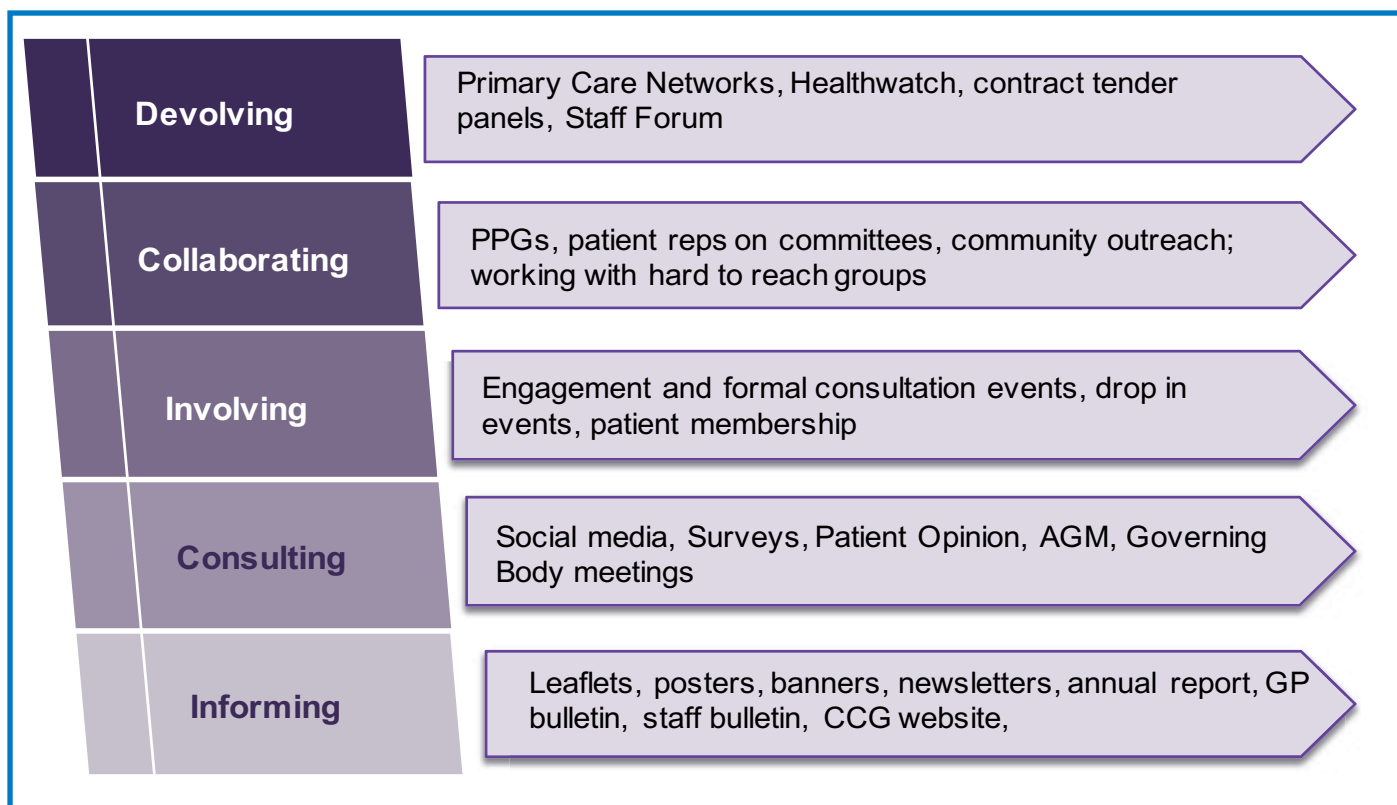 Devolving
Primary Care Networks, Healthwatch, contract tender
panels, Staff Forum
Collaborating
PPGs, patient reps on committees, community outreach;
working with hard to reach groups
Involving
Engagement and formal consultation events, drop in
events, patient membership
Consulting
Social media, Surveys, Patient Opinion, AGM, Governing
Body meetings
Informing
Leaflets, posters, banners, newsletters, annual report, GP
bulletin, staff bulletin, CCG website,